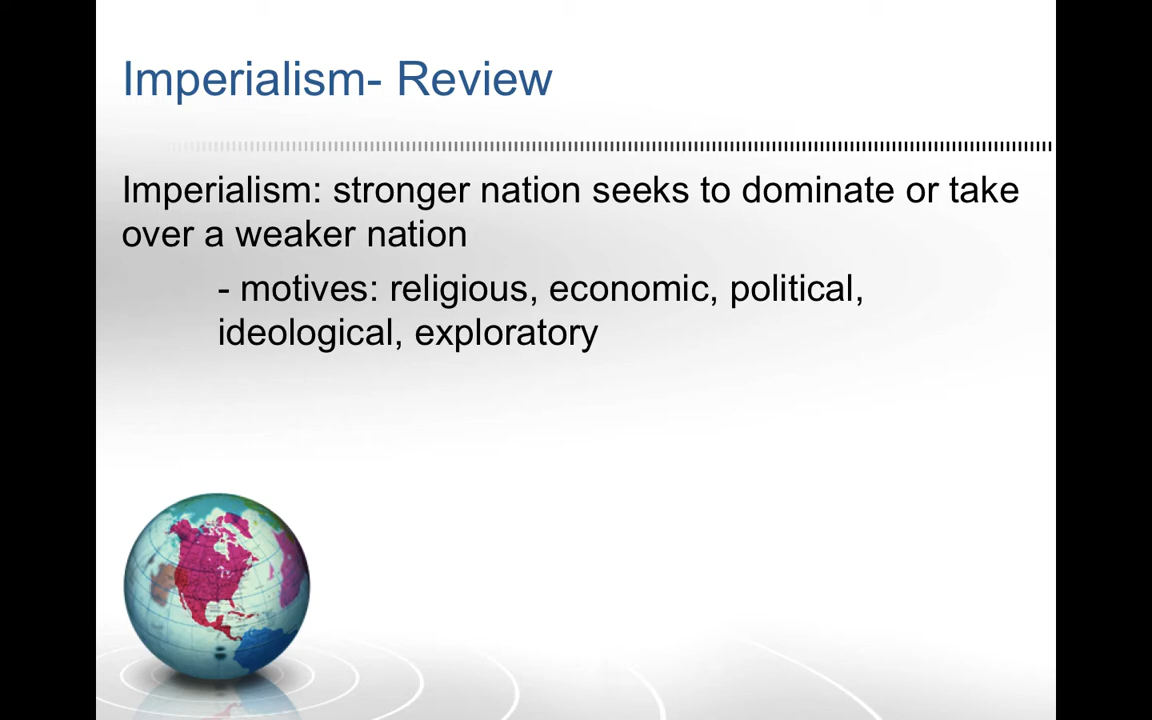 Imperialism- Review
Imperialism: stronger nation seeks to dominate or take
over a weaker nation
- motives: religious, economic, political,
ideological, exploratory